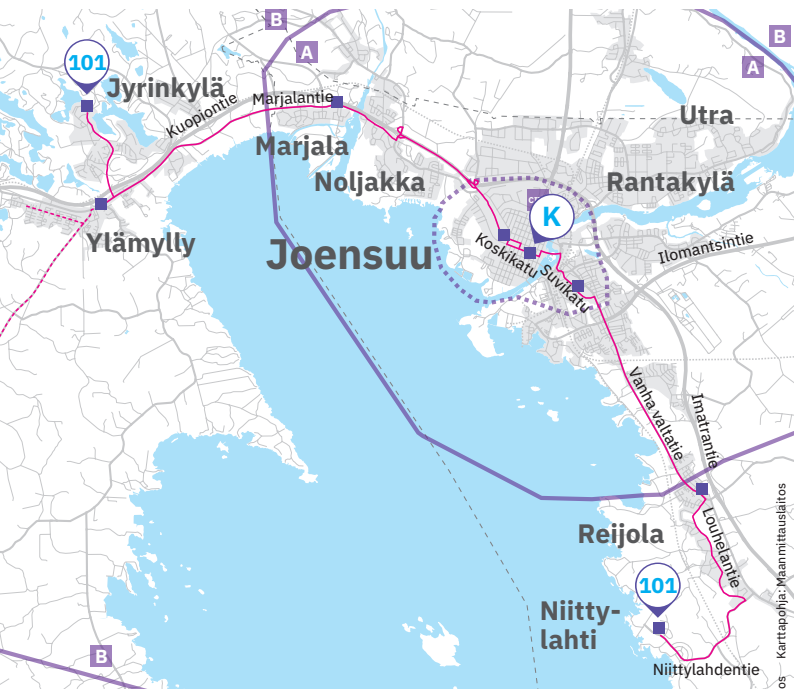 B
A
B
A
101
Jyrinkylä
Kuopiontie
Marjalantie
Utra
Marjala
Noljakka
Rantakylä
K
Ylämylly
Joensuu
Koskikatu
Suvikatu
Ilomantsintie
Vanha valtatie
Imatrantie
Louhelantie
Reijola
101
Niitty-
lahti
Niittylahdentie
B
os Karttapohja: Maanmittauslaitos